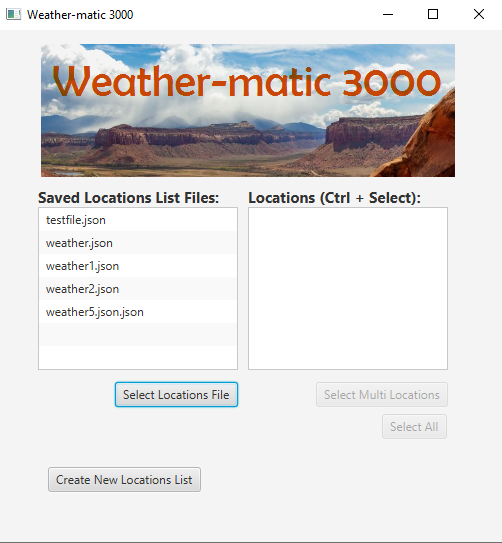 Weather-matic 3000
Weather-matic 3000
Saved Locations List Files:
Locations (Ctrl + Select):
testfile.json
weather.json
weather1.json
weather2.json
weather5.json.json
Select Locations File
Select Multi Locations
Select All
Create New Locations List